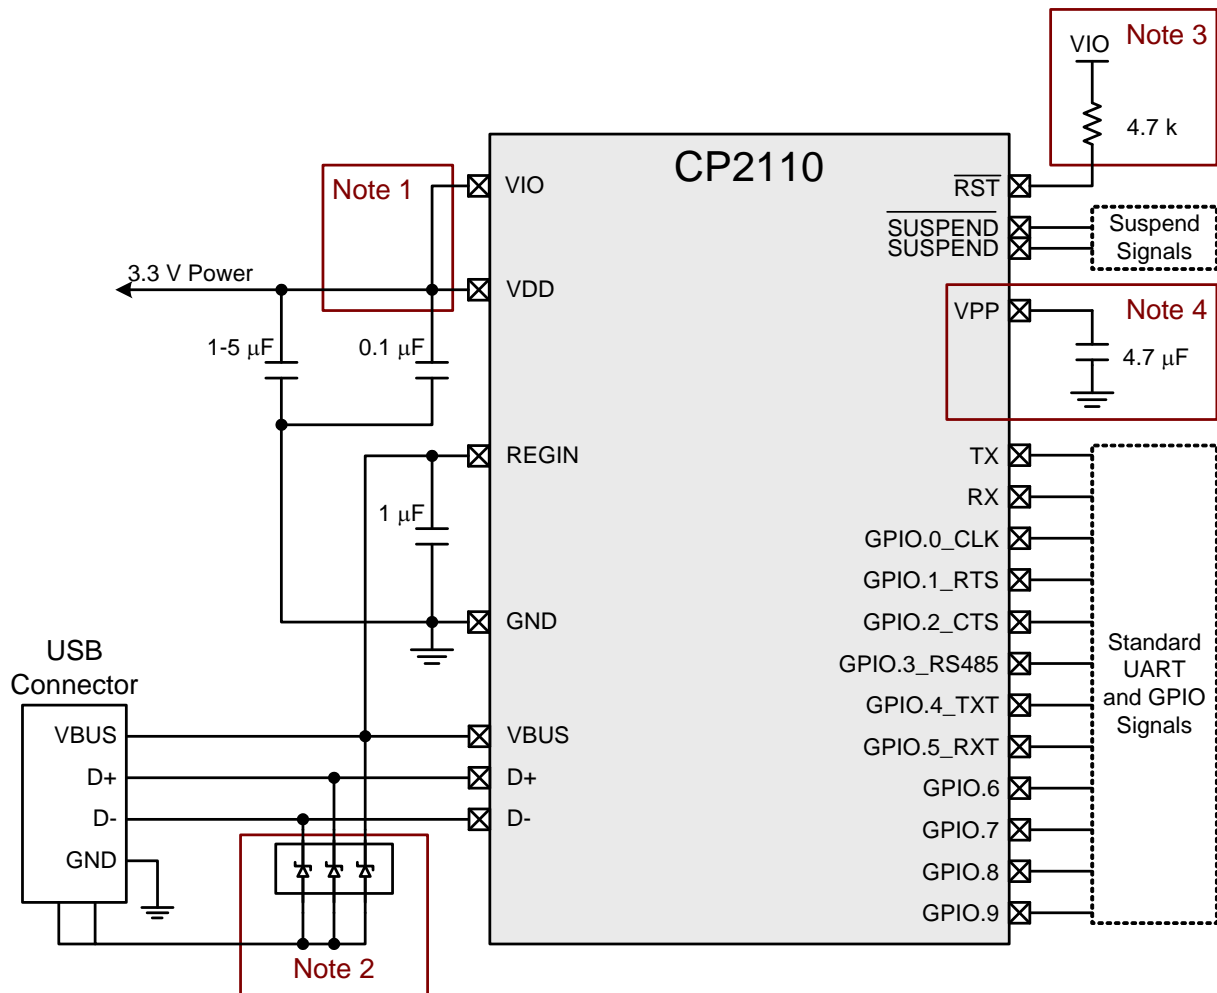 Note 3
VIO
4.7 k
CP2110
Note 1
VIO
RST
SUSPEND
SUSPEND
Suspend
Signals
3.3 V Power
VDD
VPP
Note 4
1-5 μF
0.1 μF
4.7 μF
REGIN
TX
RX
1 μF
GPIO.0_CLK
GPIO.1_RTS
GND
GPIO.2_CTS
USB
Connector
GPIO.3_RS485
Standard
UART
and GPIO
Signals
GPIO.4_TXT
VBUS
VBUS
GPIO.5_RXT
D+
D+
GPIO.6
D-
D-
GPIO.7
GND
GPIO.8
GPIO.9
Note 2